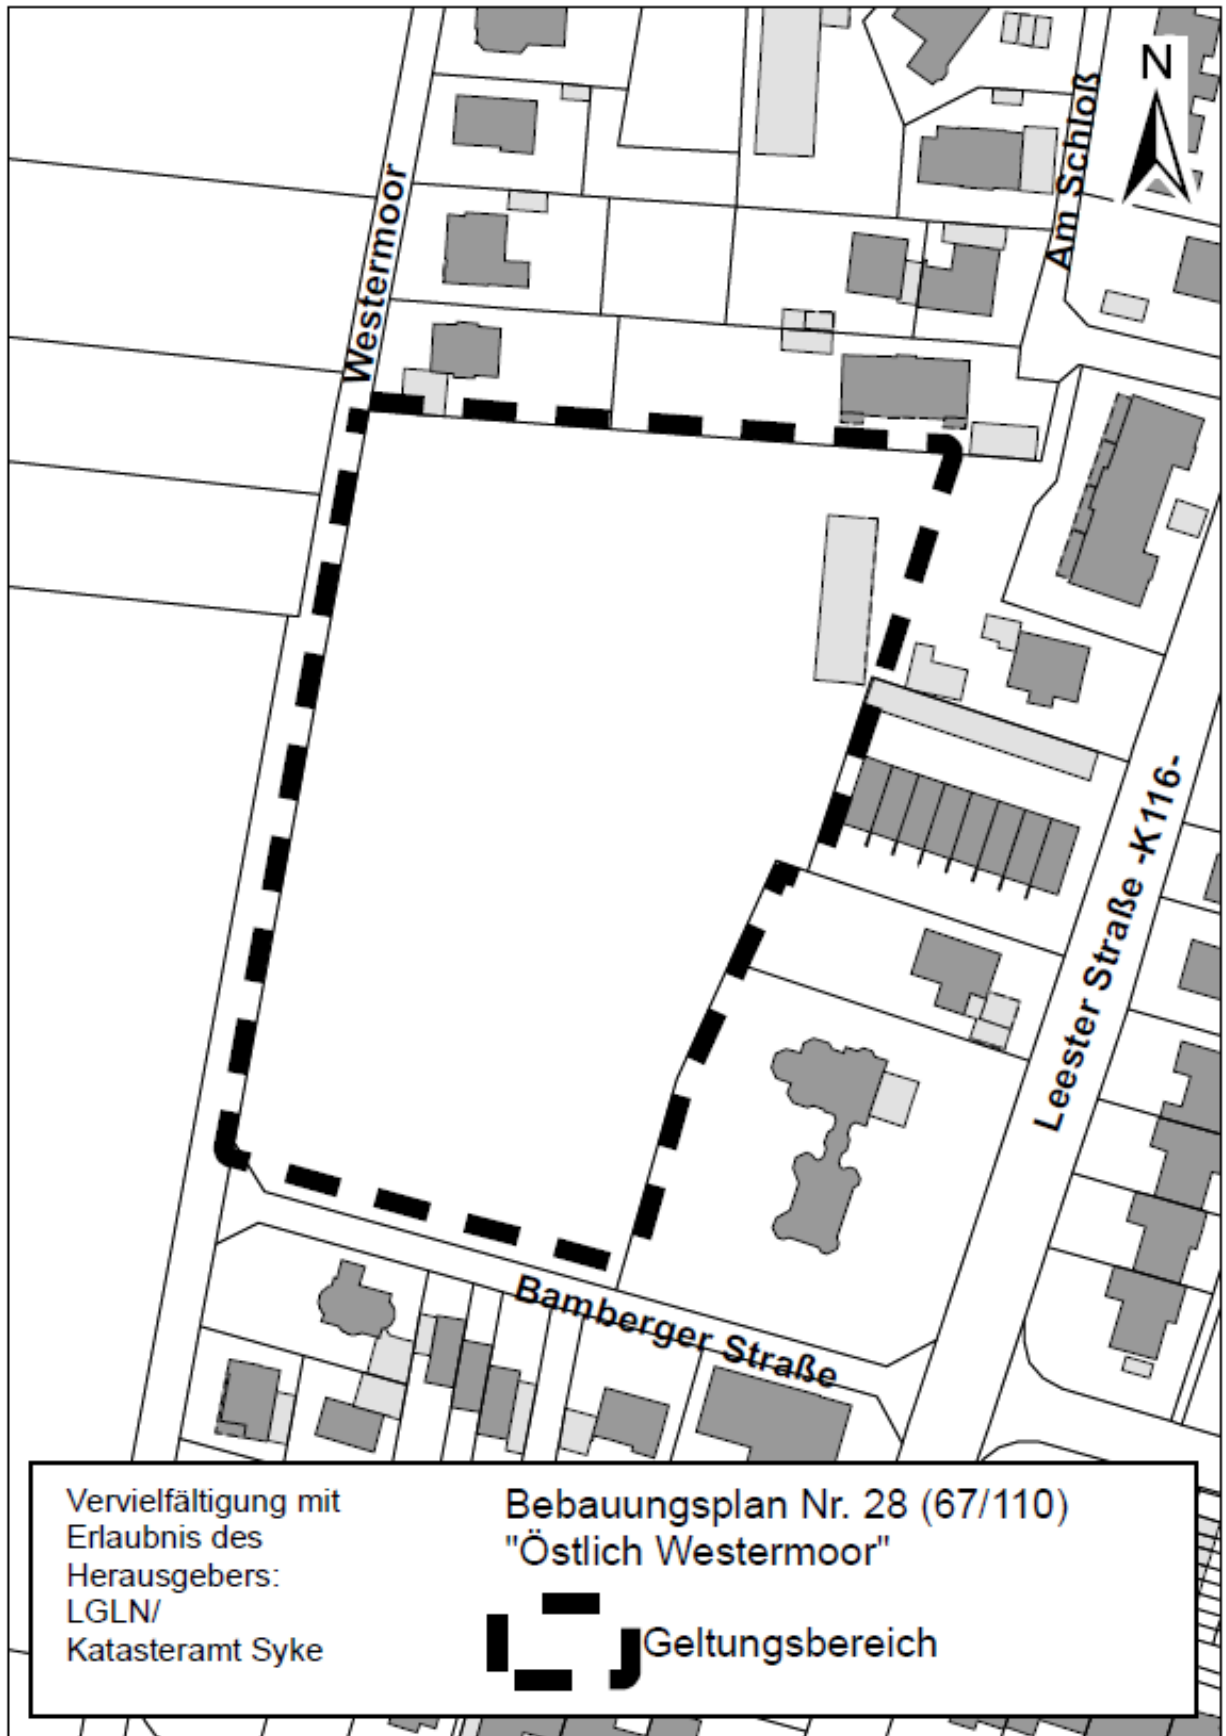 N
Am Schloß
Westermoor
Leester Straße -K116-
Bamberger Straße
Vervielfältigung mit
Erlaubnis des
Herausgebers:
LGLN/
Katasteramt Syke
Bebauungsplan Nr. 28 (67/110)
"Östlich Westermoor"
Geltungsbereich